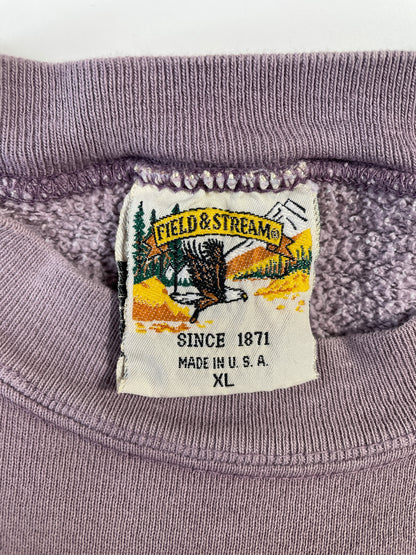 FIELD & STREAM®
SINCE 1871
MADE IN U. S. A.
XL